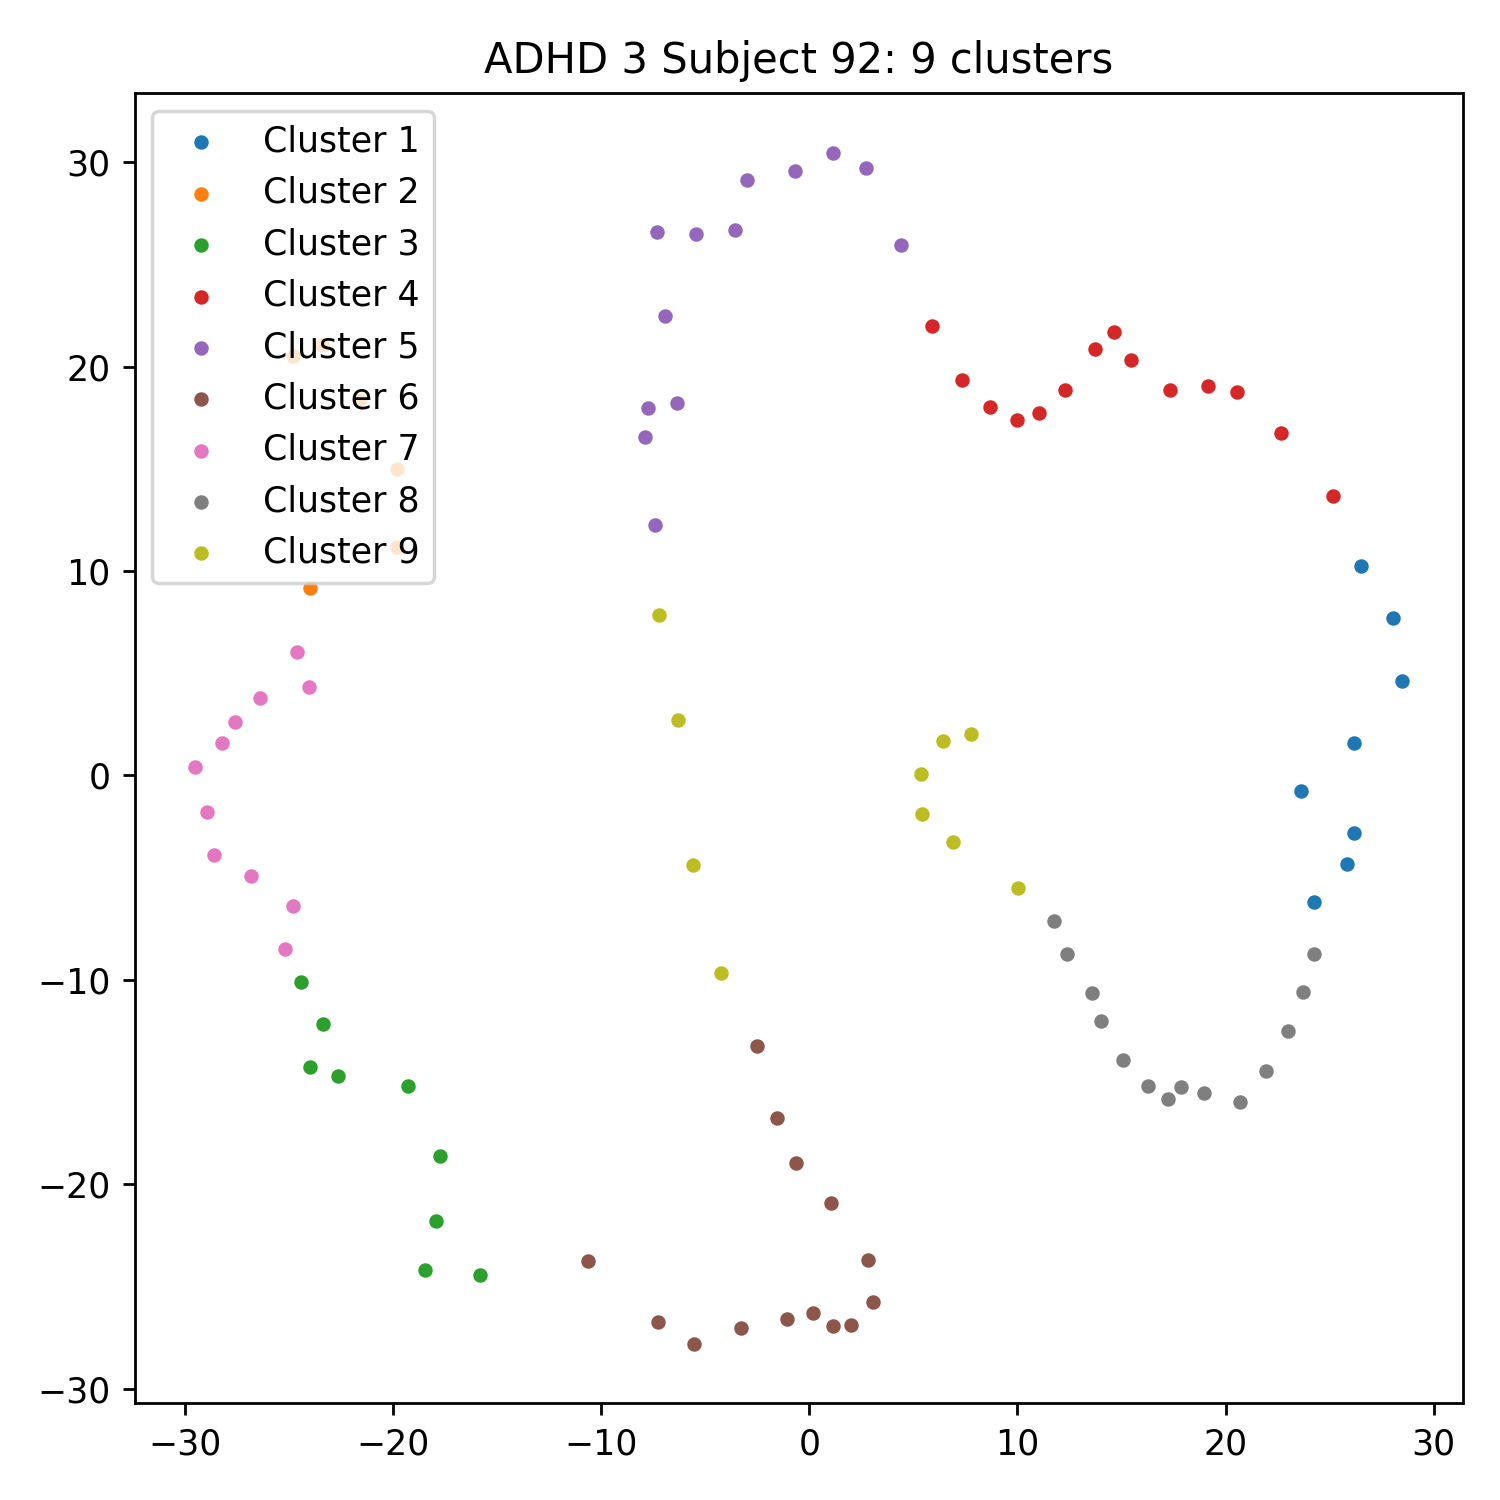 ADHD 3 Subject 92: 9 clusters
Cluster 1
Cluster 2
Cluster 3
Cluster 4
Cluster 5
Cluster 6
Cluster 7
Cluster 8
Cluster 9
30
20
10
0
−10
−20
−30
−30 −20 −10 0 10 20 30